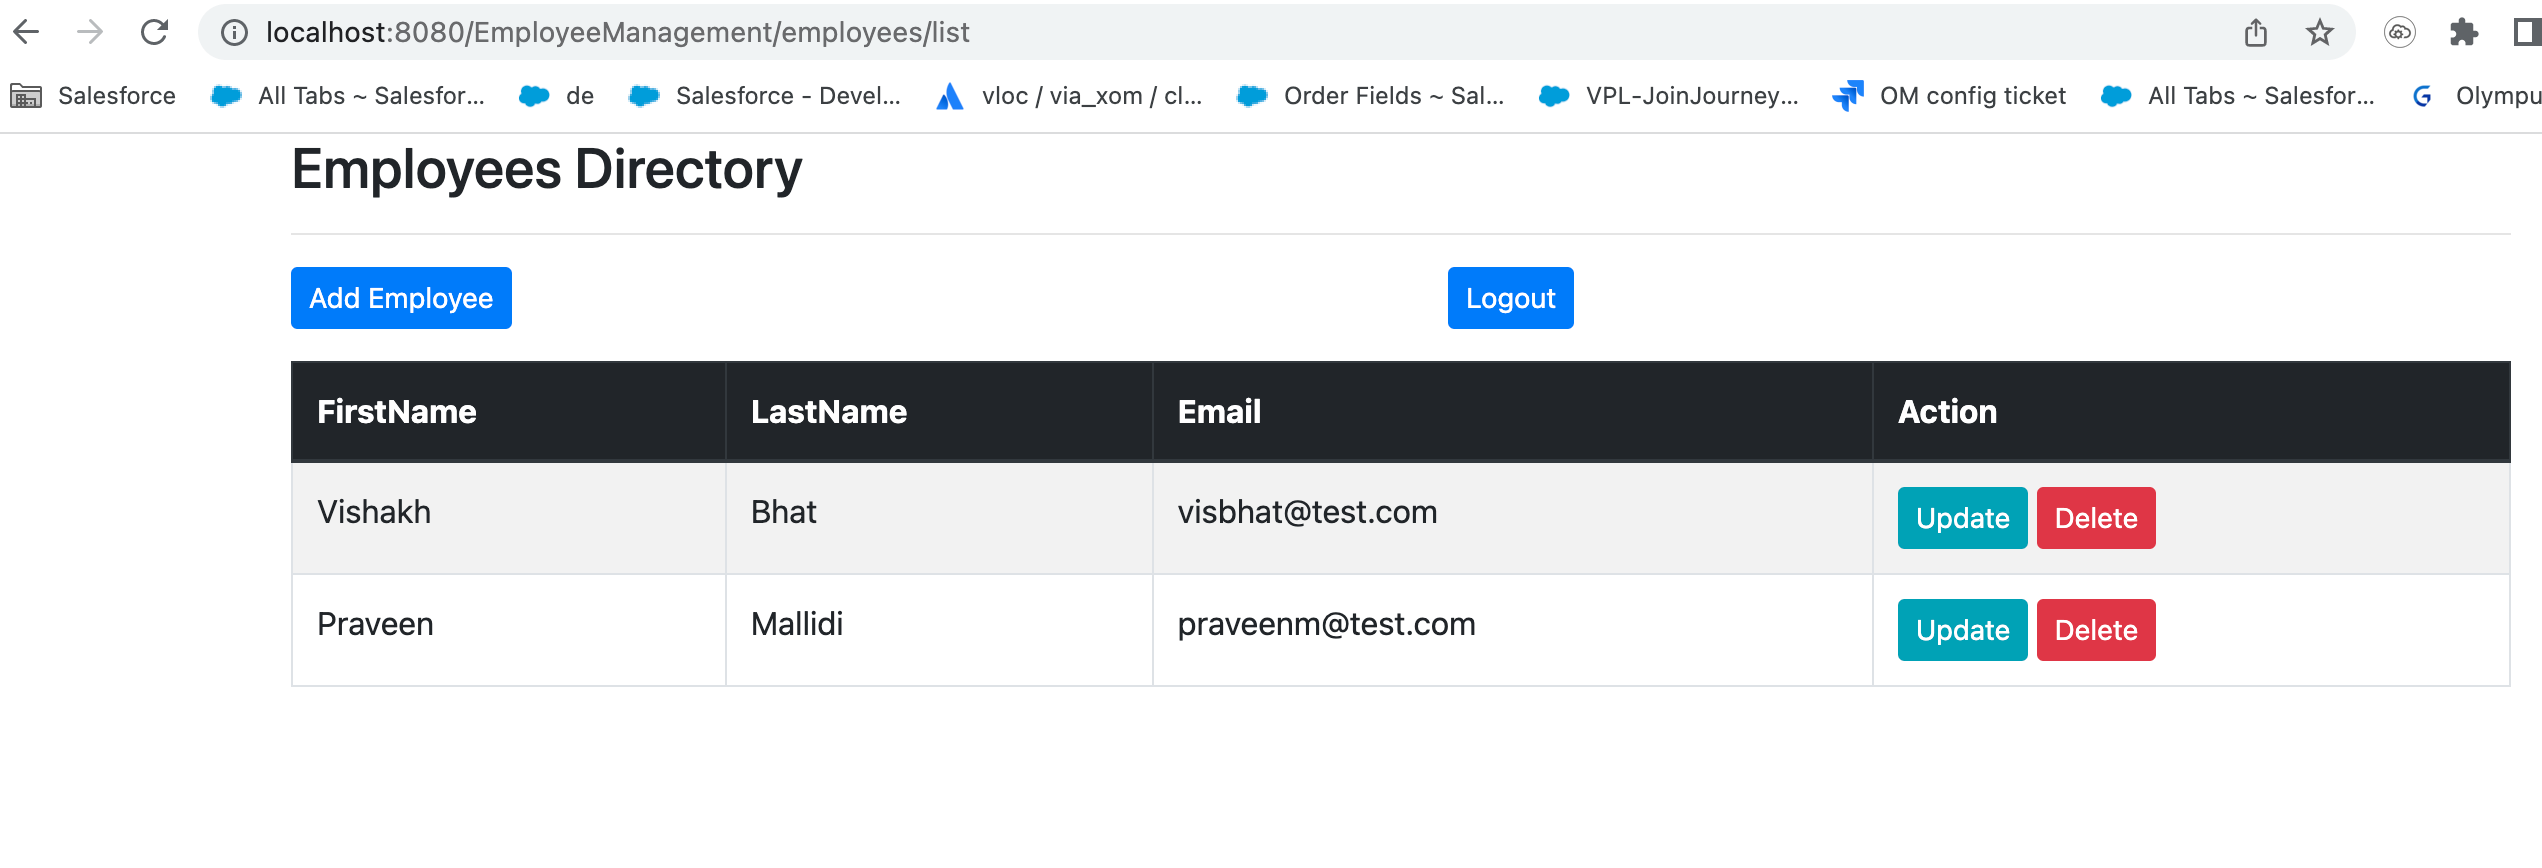 localhost:8080/EmployeeManagement/employees/list
Salesforce All Tabs ~ Salesfor... de Salesforce - Devel... vloc / via_xom / cl... Order Fields ~ Sal... VPL-JoinJourney... OM config ticket All Tabs ~ Salesfor... Olympu
Employees Directory
Add Employee Logout
FirstName LastName Email Action
Vishakh Bhat visbhat@test.com Update Delete
Praveen Mallidi praveenm@test.com Update Delete